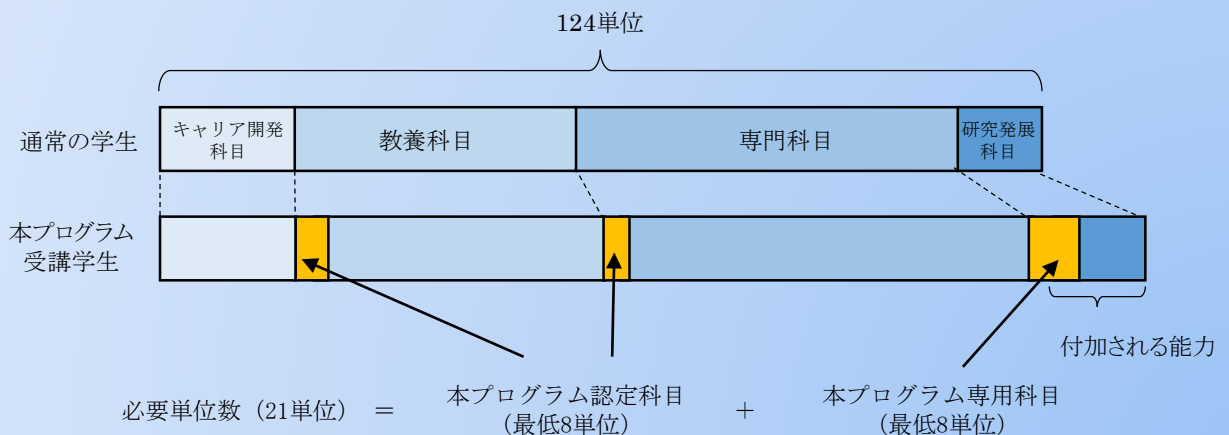 124単位
通常の学生
キャリア開発
科目
教養科目
専門科目
研究発展
科目
本プログラム
受講学生
付加される能力
必要単位数（21単位） ＝ 本プログラム認定科目 ＋ 本プログラム専用科目
（最低8単位） （最低8単位）